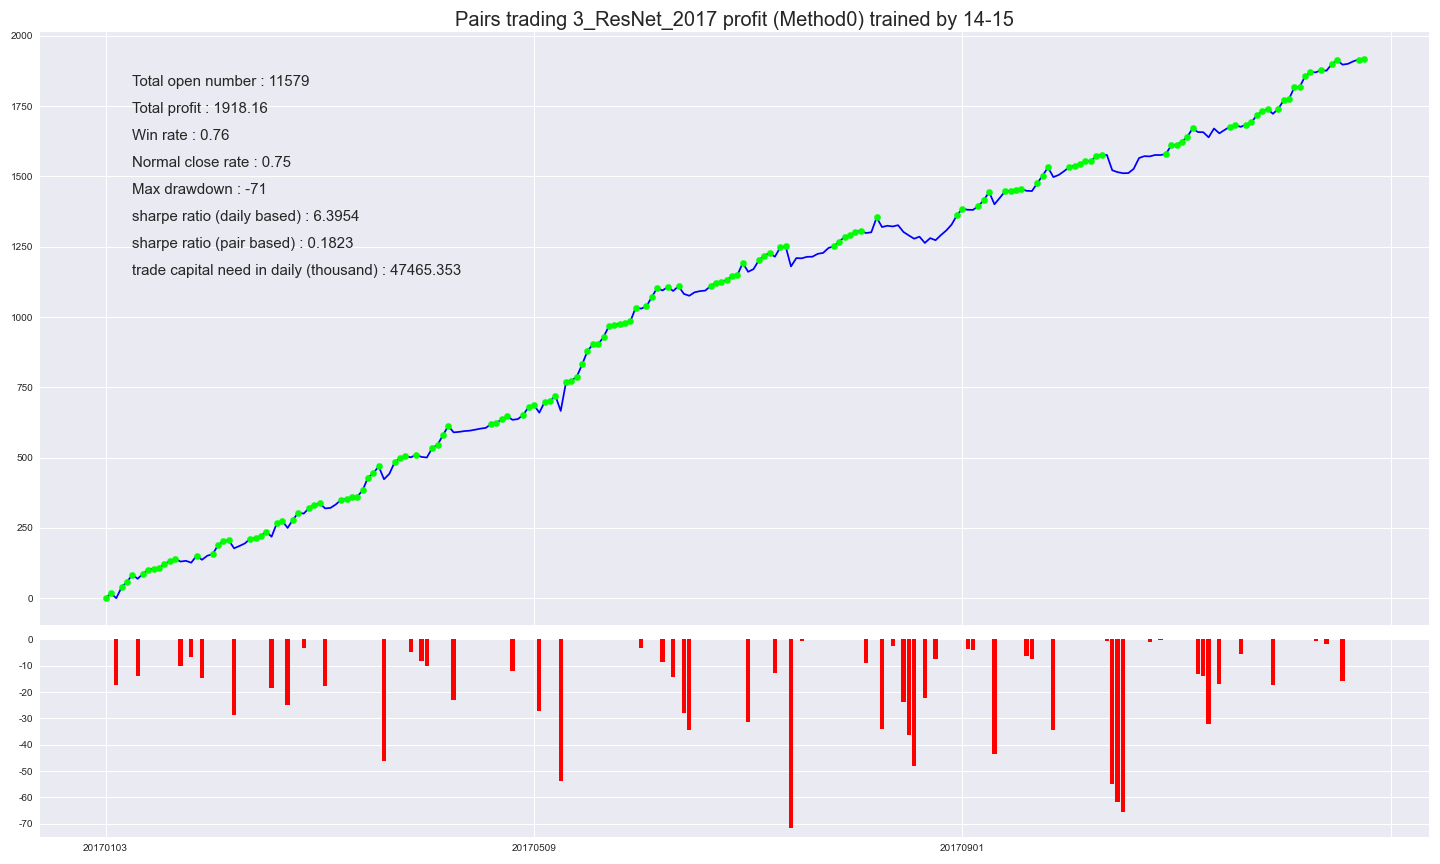 Pairs trading 3_ResNet_2017 profit (Method0) trained by 14-15
2000
1750
1500
1250
1000
750
500
250
0
Total open number : 11579
Total profit : 1918.16
Win rate : 0.76
Normal close rate : 0.75
Max drawdown : -71
sharpe ratio (daily based) : 6.3954
sharpe ratio (pair based) : 0.1823
trade capital need in daily (thousand) : 47465.353
0
-10
-20
-30
-40
-50
-60
-70
20170103
20170509
20170901